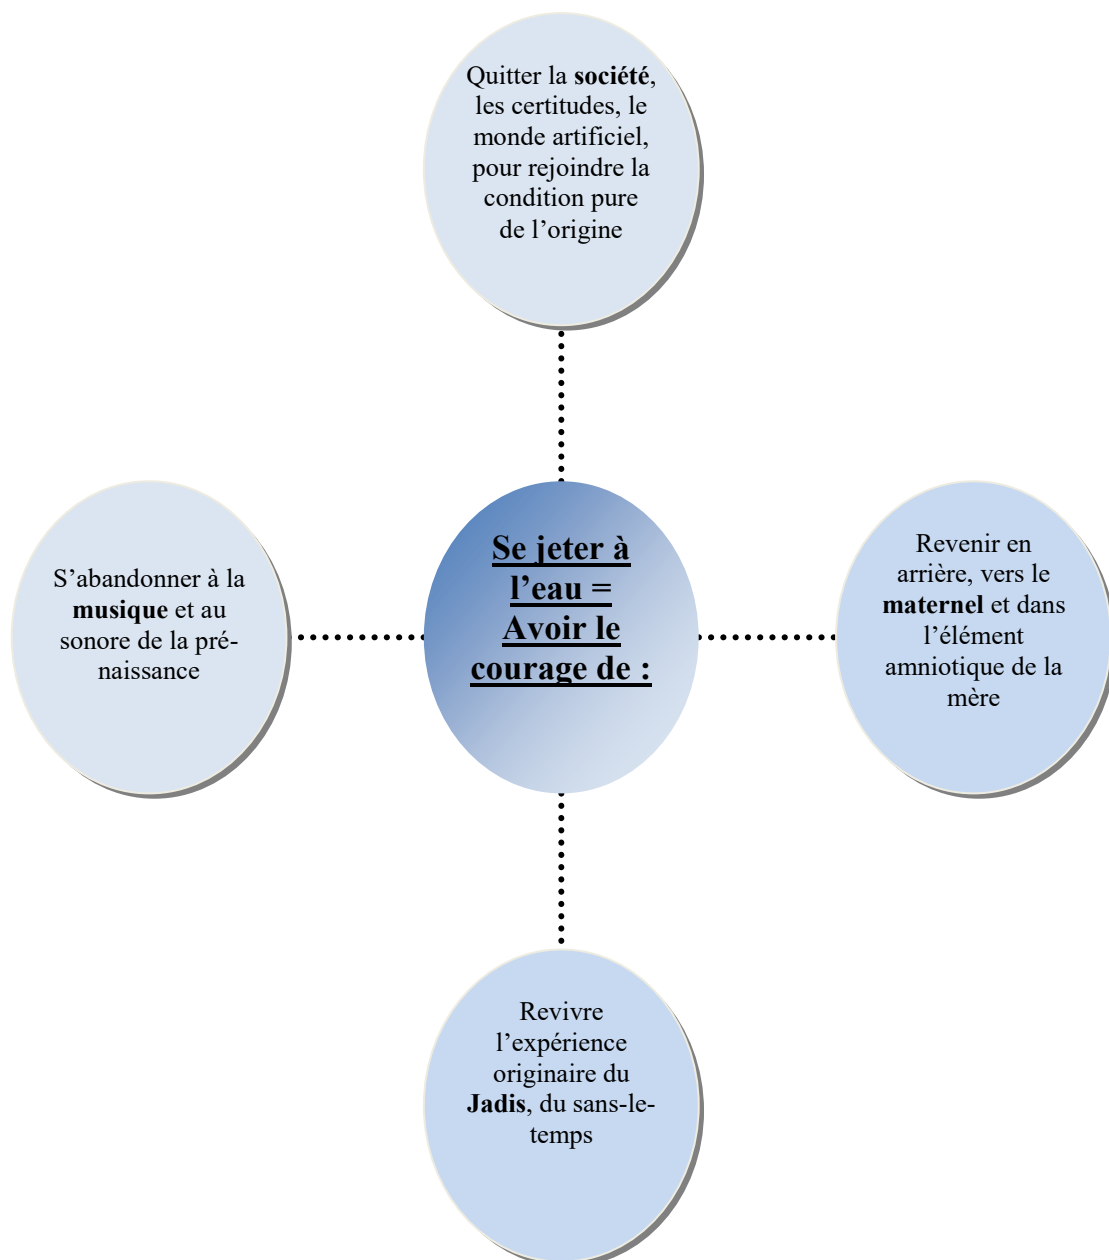 Quitter la société,
les certitudes, le
monde artificiel,
pour rejoindre la
condition pure
de l’origine
S’abandonner à la
musique et au
sonore de la pré-
naissance
Se jeter à
l’eau =
Avoir le
courage de :
Revenir en
arrière, vers le
maternel et dans
l’élément
amniotique de la
mère
Revivre
l’expérience
originaire du
Jadis, du sans-le-
temps